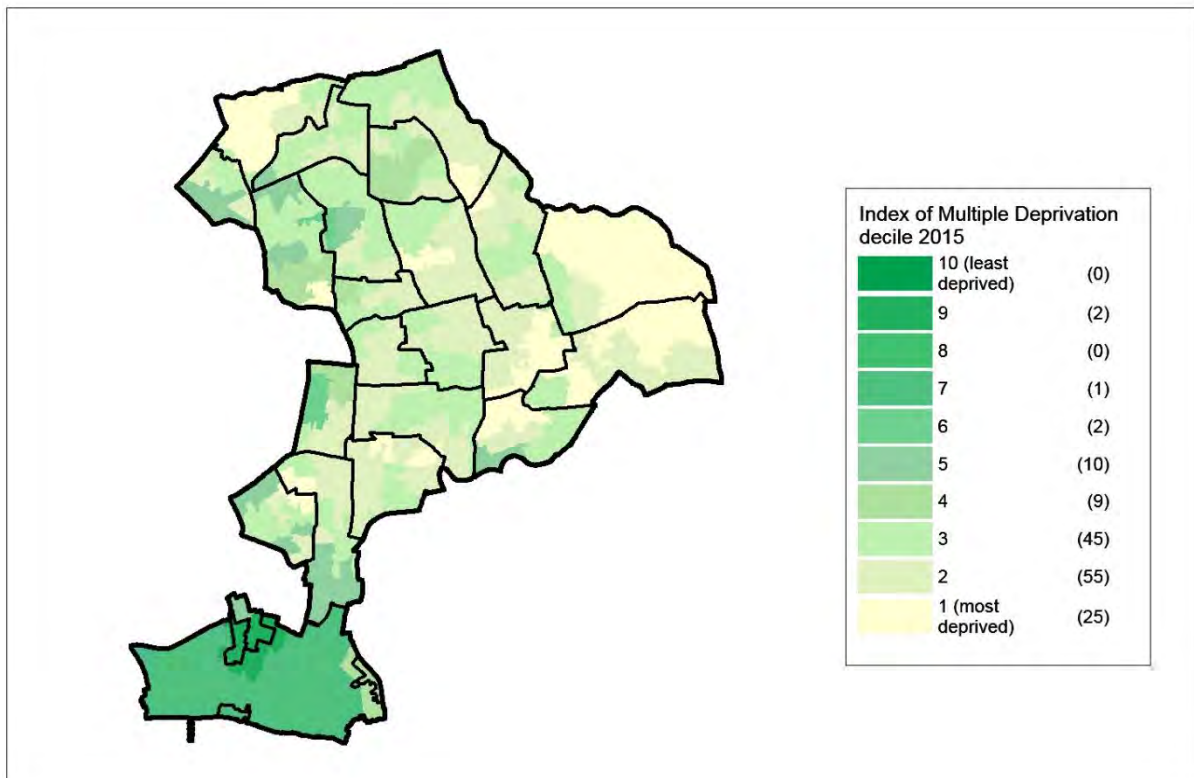 Index of Multiple Deprivation
decile 2015
10 (least
deprived) (0)
9 (2)
8 (0)
7 (1)
6 (2)
5 (10)
4 (9)
3 (45)
2 (55)
1 (most
deprived) (25)